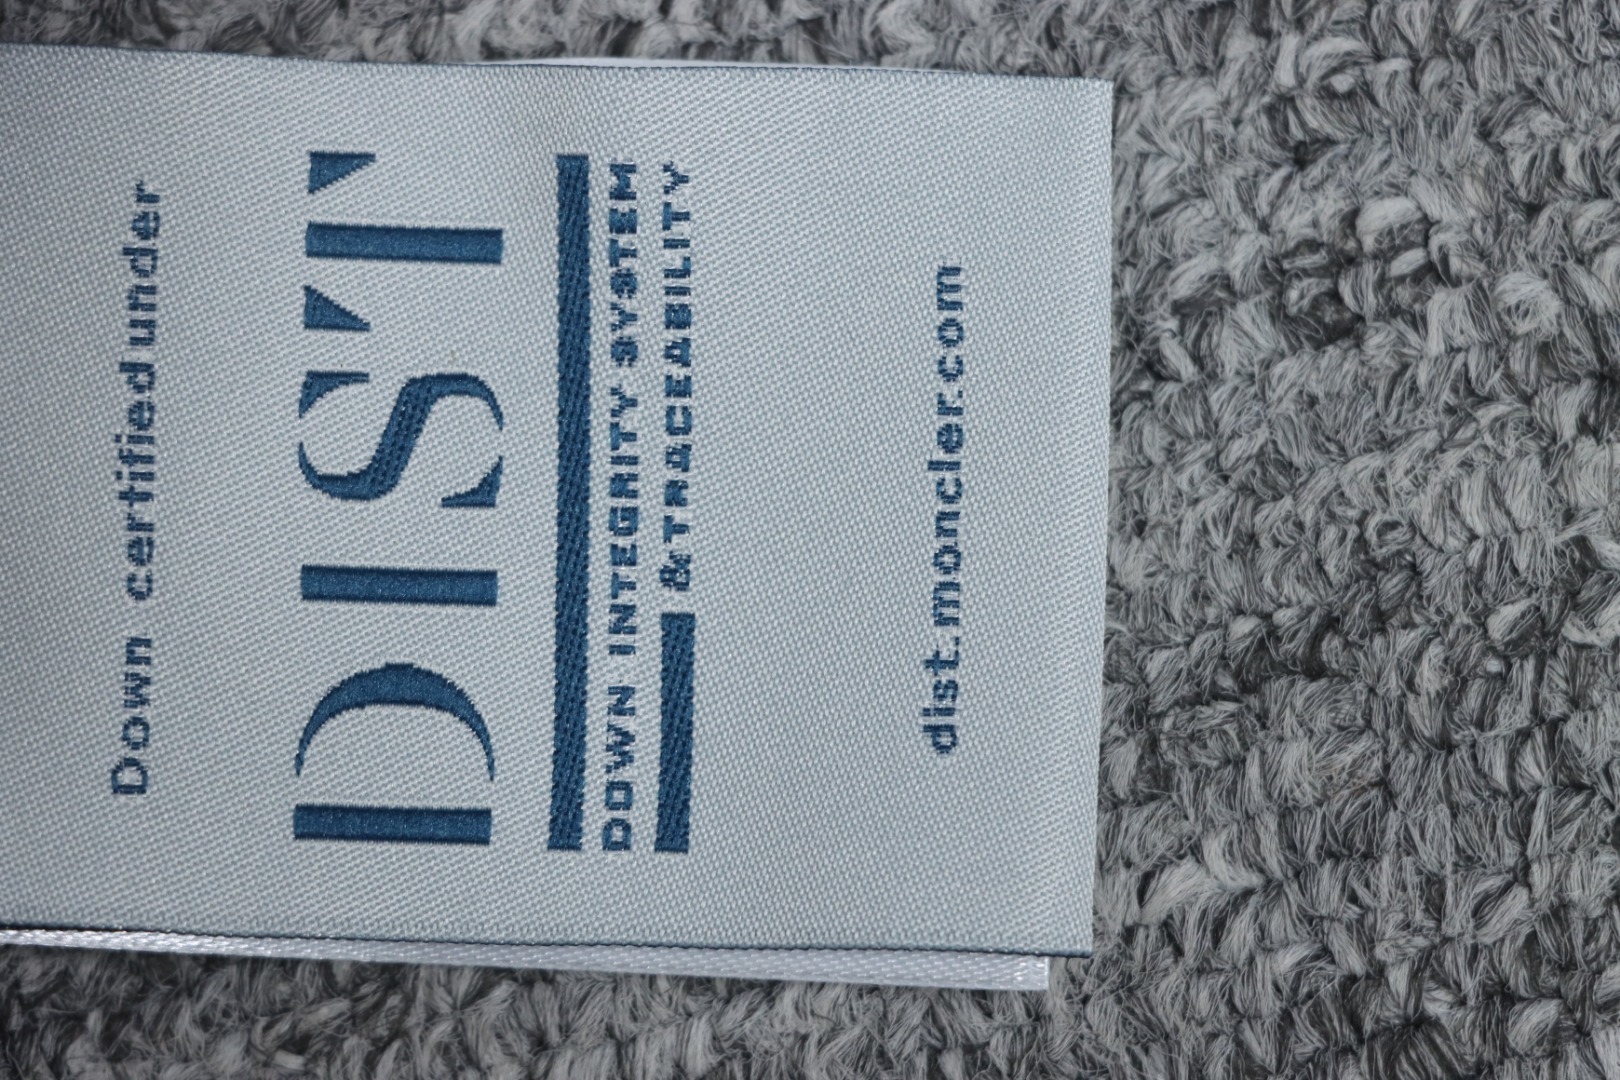 Down certified under
DIST
DOWN INTEGRITY SYSTEM
& TRACEABILITY
dist.moncler.com